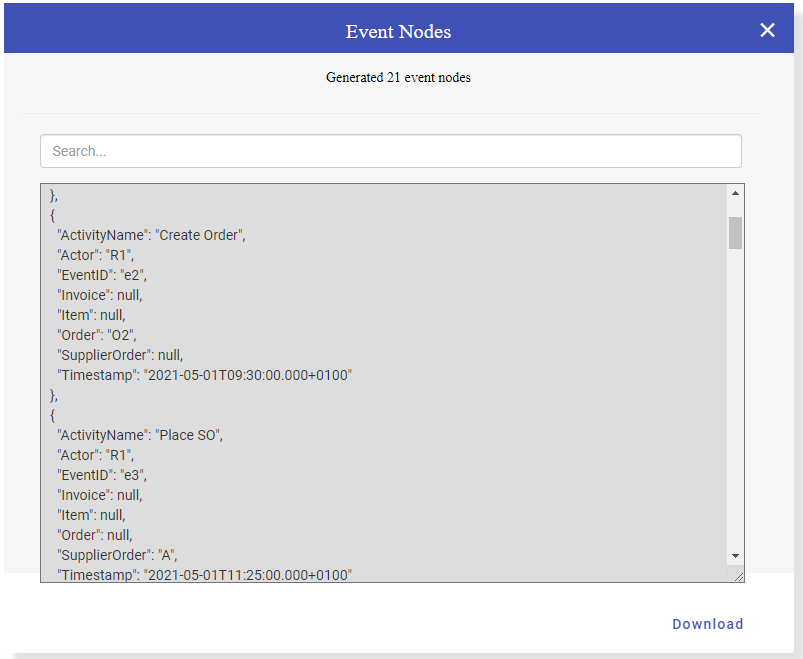 Event Nodes
Generated 21 event nodes
Search...
},
{
"ActivityName": "Create Order",
"Actor": "R1",
"EventID": "e2",
"Invoice": null,
"Item": null,
"Order": "O2",
"SupplierOrder": null,
"Timestamp": "2021-05-01T09:30:00.000+0100"
},
{
"ActivityName": "Place SO",
"Actor": "R1",
"EventID": "e3",
"Invoice": null,
"Item": null,
"Order": null,
"SupplierOrder": "A",
"Timestamp": "2021-05-01T11:25:00.000+0100"
Download